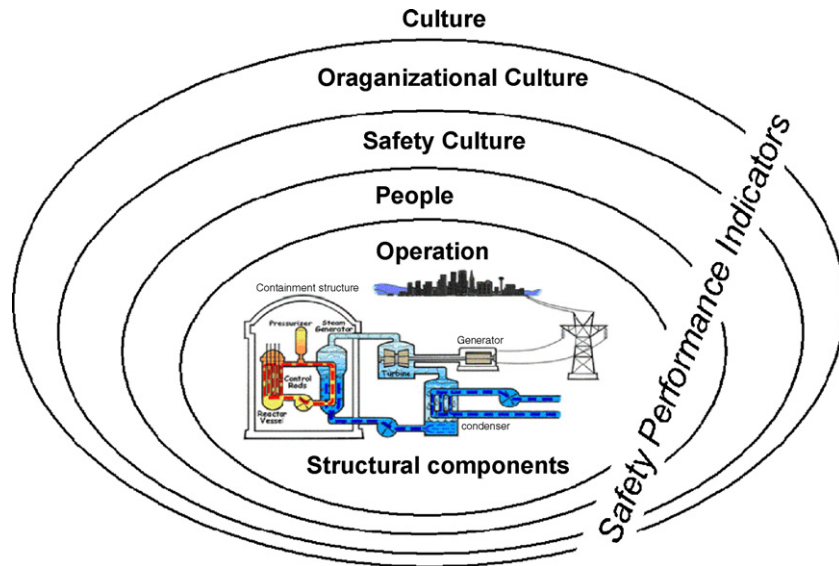 Culture
Oraganizational Culture
Safety Culture
People
Operation
Containment structure
Pressurizer
Steam
Generator
Generator
Turbine
Control
Rods
Reactor
Vessel
condenser
Structural components
Safety Performance Indicators